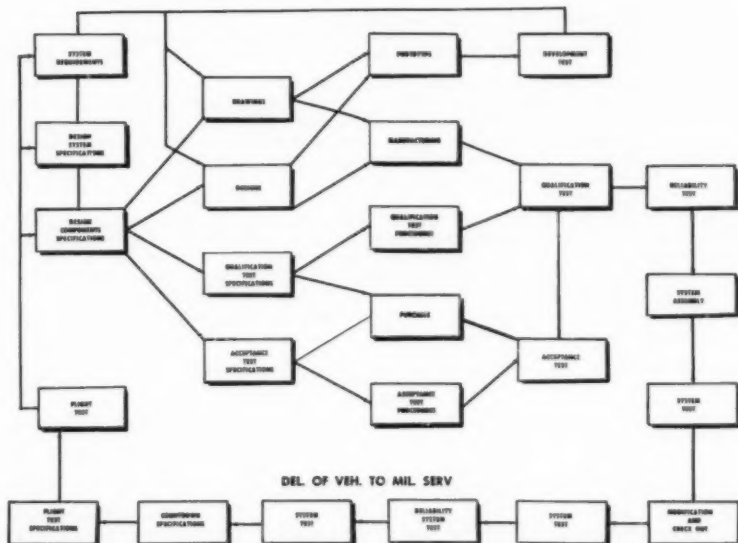 SYSTEM
REQUIREMENTS
PROTOTYPE
DEVELOPMENT
TEST
DRAWINGS
DESIGN
SYSTEM
SPECIFICATIONS
MANUFACTURING
DESIGNS
QUALIFICATION
TEST
RELIABILITY
TEST
DESIGN
COMPONENTS
SPECIFICATIONS
QUALIFICATION
TEST
PROCEDURES
QUALIFICATION
TEST
SPECIFICATIONS
SYSTEM
ASSEMBLY
PURCHASE
ACCEPTANCE
TEST
SPECIFICATIONS
ACCEPTANCE
TEST
FLIGHT
TEST
ACCEPTANCE
TEST
PROCEDURES
SYSTEM
TEST
DEL. OF VEH. TO MIL. SERV
FLIGHT
TEST
SPECIFICATIONS
COUNTDOWN
SPECIFICATIONS
SYSTEM
TEST
RELIABILITY
SYSTEM
TEST
SYSTEM
TEST
MODIFICATION
AND
CHECK OUT